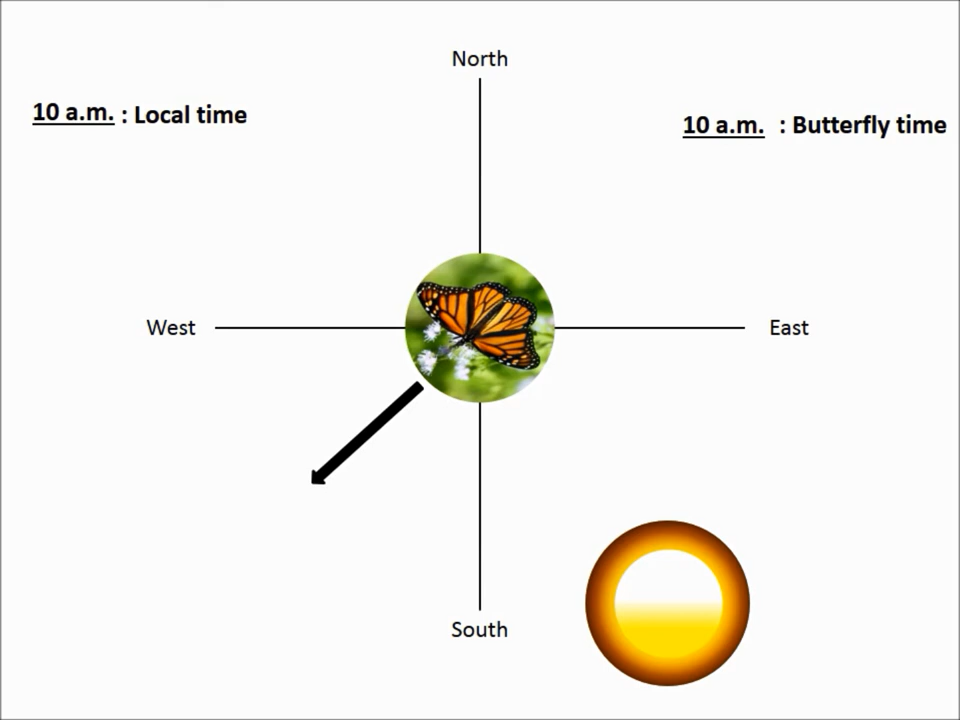 North
10 a.m. : Local time
10 a.m. : Butterfly time
West
East
South